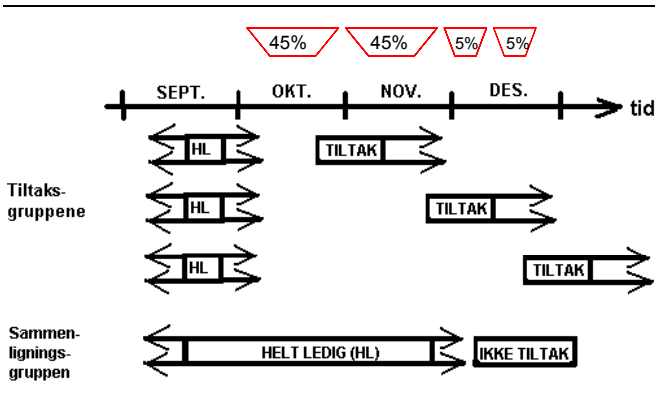 45% 45% 5% 5%
SEPT. OKT. NOV. DES.
tid
HL TILTAK
Tiltaks-
gruppene
HL TILTAK
HL TILTAK
Sammen-
lignings-
gruppen
HELT LEDIG (HL) IKKE TILTAK